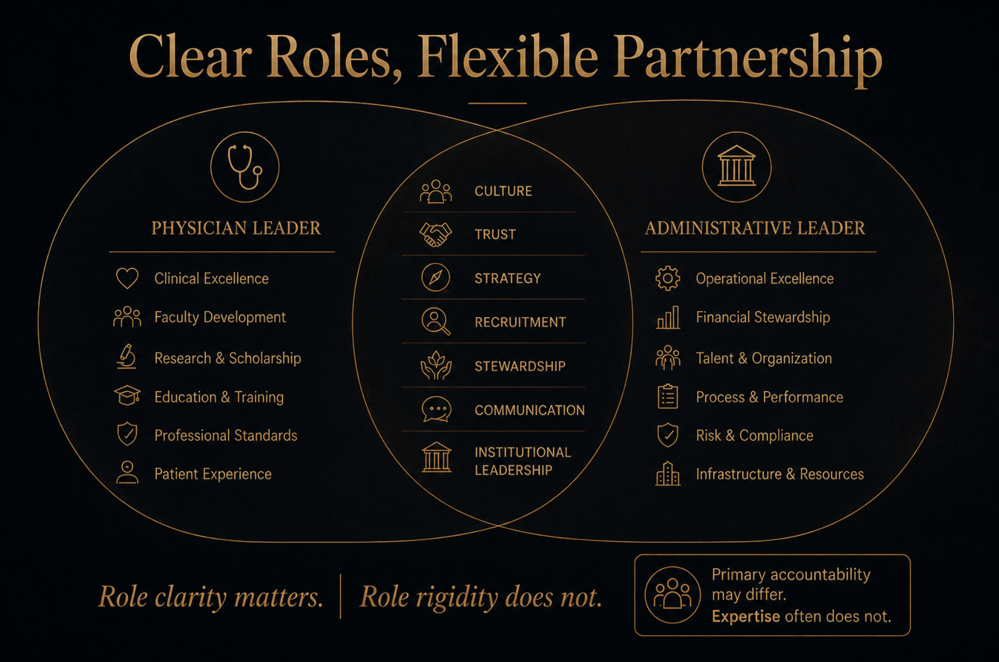 Clear Roles, Flexible Partnership
PHYSICIAN LEADER
Clinical Excellence
Faculty Development
Research & Scholarship
Education & Training
Professional Standards
Patient Experience
CULTURE
TRUST
STRATEGY
RECRUITMENT
STEWARDSHIP
COMMUNICATION
INSTITUTIONAL
LEADERSHIP
ADMINISTRATIVE LEADER
Operational Excellence
Financial Stewardship
Talent & Organization
Process & Performance
Risk & Compliance
Infrastructure & Resources
Role clarity matters.
Role rigidity does not.
Primary accountability
may differ.
Expertise often does not.